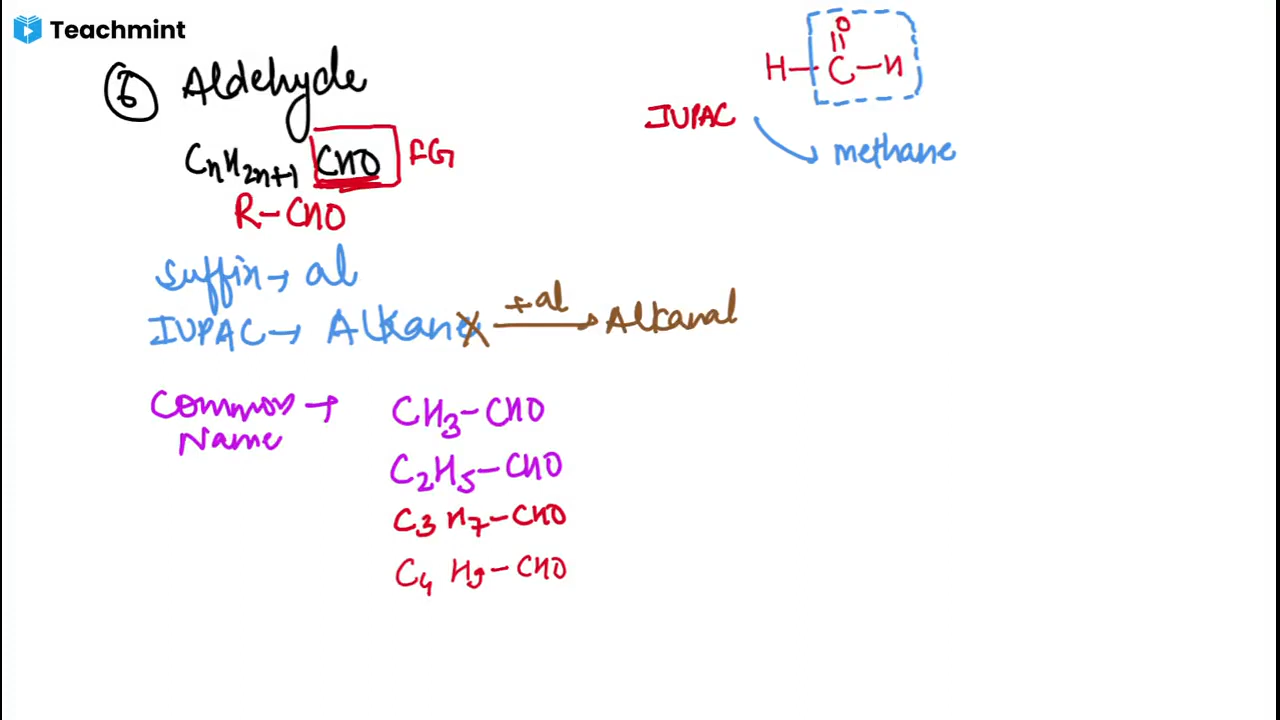 Teachmint
⑥ Aldehyde
CnH2n+1 CHO FG
R-CHO
Suffix→ al
IUPAC→ Alkane +al → Alkanal
Common → CH3-CHO
Name
C2H5-CHO
C3H7-CHO
C4H9-CHO
O
H-C-H
IUPAC
methane